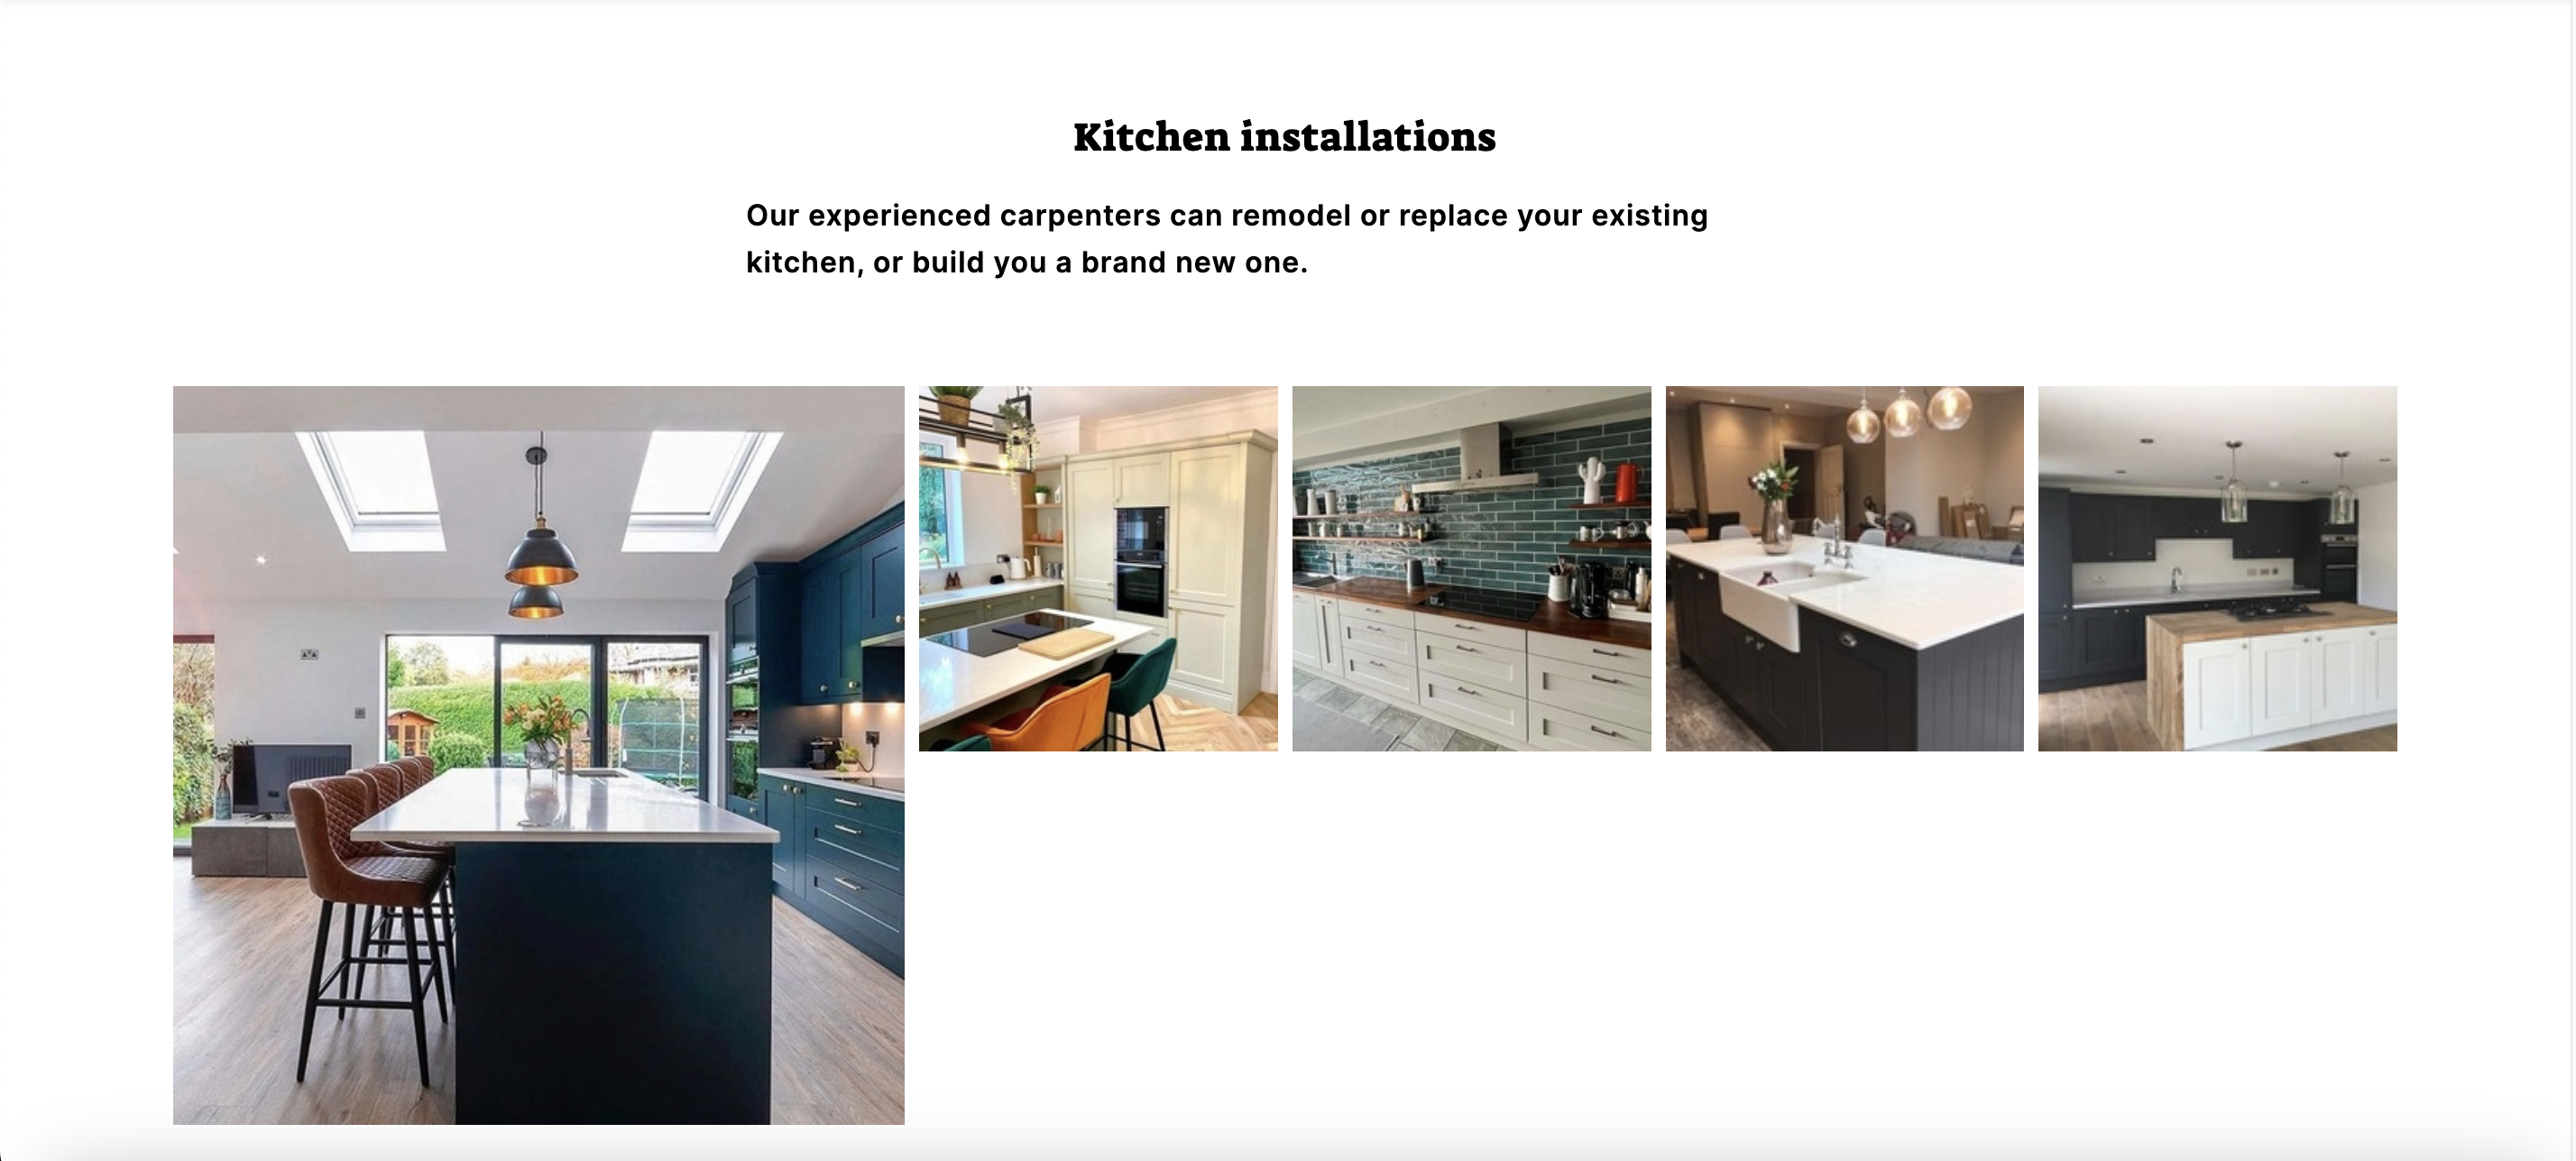 Kitchen installations
Our experienced carpenters can remodel or replace your existing
kitchen, or build you a brand new one.